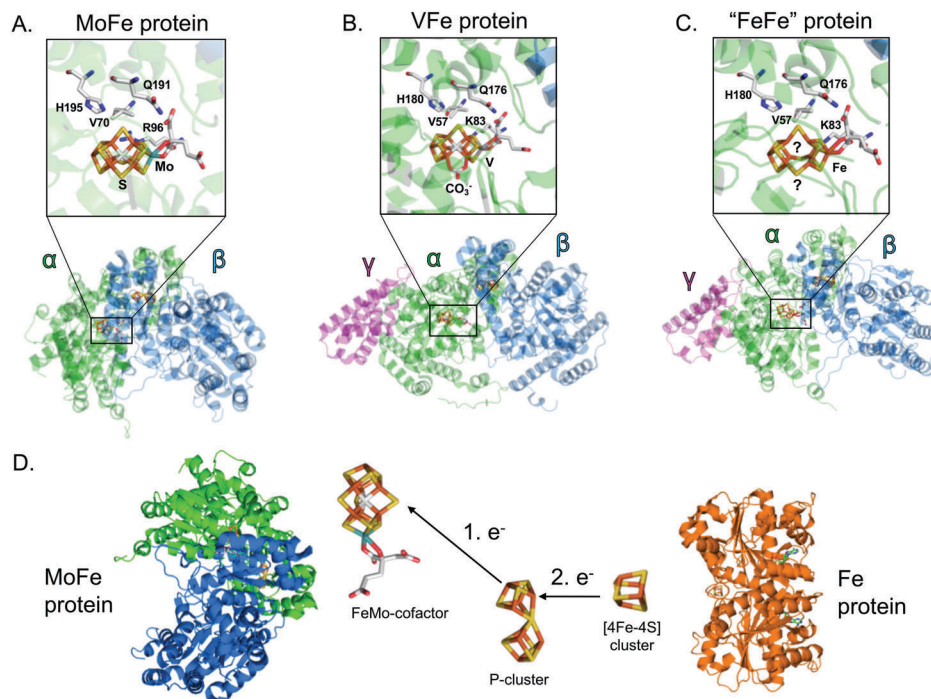 A.
MoFe protein
H195
Q191
V70
R96
Mo
S
α
β
B.
VFe protein
H180
Q176
V57
K83
V
CO₃⁻
γ
α
β
C.
“FeFe” protein
H180
Q176
V57
K83
?
Fe
?
γ
α
β
D.
MoFe
protein
FeMo-cofactor
1. e⁻
2. e⁻
P-cluster
[4Fe-4S]
cluster
Fe
protein